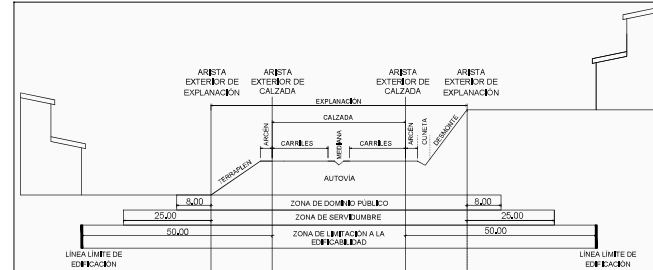 ARISTA
EXTERIOR DE
EXPLANACIÓN
ARISTA
EXTERIOR DE
CALZADA
ARISTA
EXTERIOR DE
CALZADA
ARISTA
EXTERIOR DE
EXPLANACIÓN
EXPLANACIÓN
CALZADA
ARCÉN
CARRILES
MEDIANA
CARRILES
ARCÉN
CUNETA
DESMONTE
TERRAPLEN
AUTOVÍA
8.00
ZONA DE DOMINIO PÚBLICO
8.00
25.00
ZONA DE SERVIDUMBRE
25.00
50.00
ZONA DE LIMITACIÓN A LA
EDIFICABILIDAD
50.00
LÍNEA LÍMITE DE
EDIFICACIÓN
LÍNEA LÍMITE DE
EDIFICACIÓN